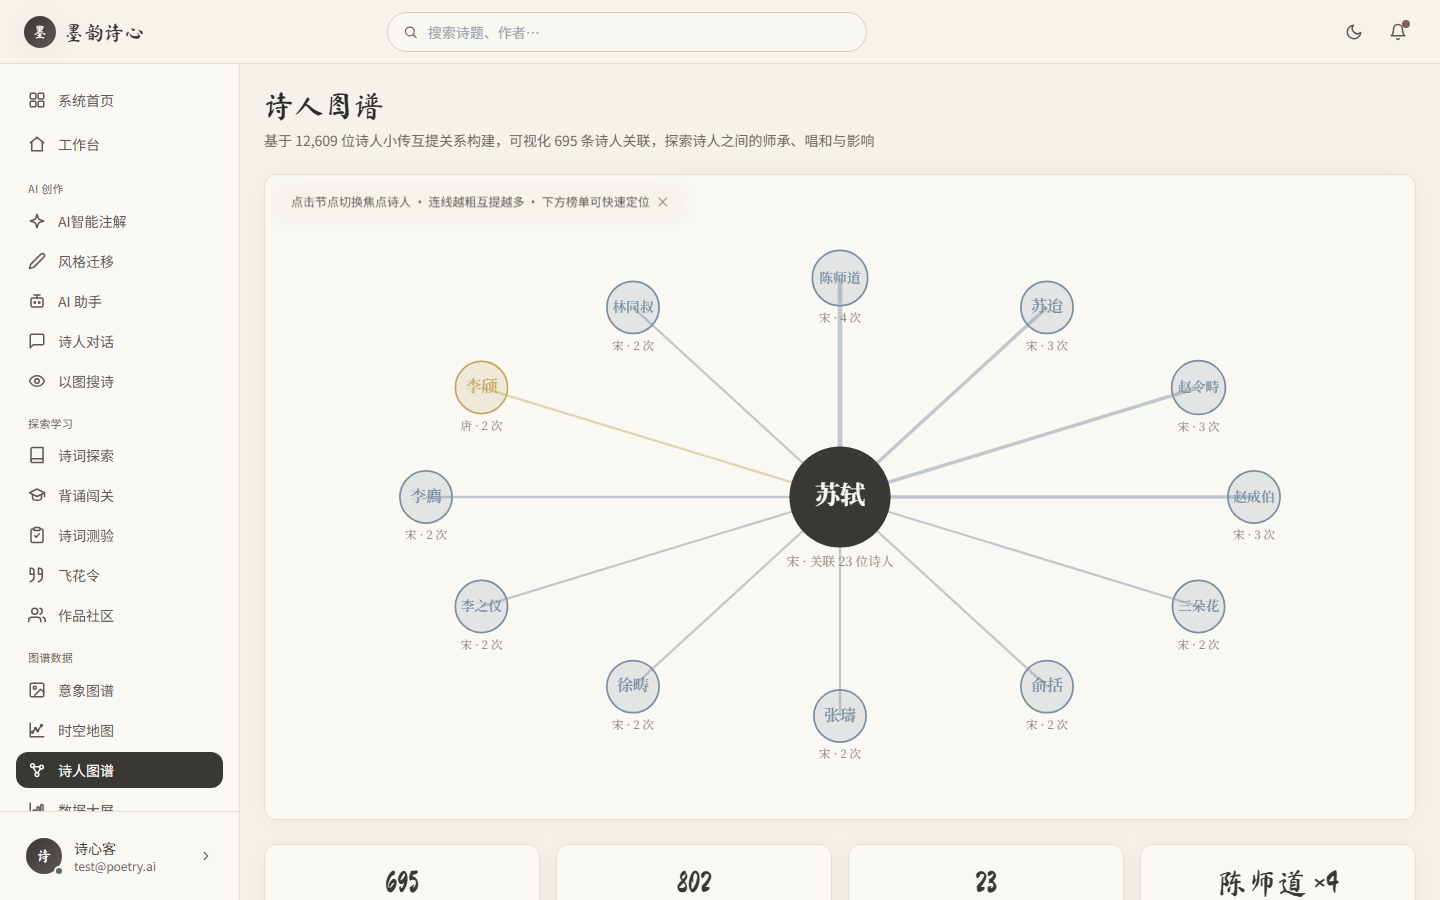 墨 墨韵诗心
搜索诗题、作者…
系统首页
工作台
AI 创作
AI智能注解
风格迁移
AI 助手
诗人对话
以图搜诗
探索学习
诗词探索
背诵闯关
诗词测验
飞花令
作品社区
图谱数据
意象图谱
时空地图
诗人图谱
数据大屏
诗 诗心客
test@poetry.ai
诗人图谱
基于 12,609 位诗人小传互提关系构建，可视化 695 条诗人关联，探索诗人之间的师承、唱和与影响
点击节点切换焦点诗人 · 连线越粗互提越多 · 下方榜单可快速定位 ×
陈师道
宋 · 4 次
林同叔
宋 · 2 次
苏迨
宋 · 3 次
李颀
唐 · 2 次
赵令畤
宋 · 3 次
李廌
宋 · 2 次
苏轼
宋 · 关联 23 位诗人
赵成伯
宋 · 3 次
李之仪
宋 · 2 次
三朵花
宋 · 2 次
徐畴
宋 · 2 次
张璹
宋 · 2 次
俞括
宋 · 2 次
695
802
23
陈师道 ×4